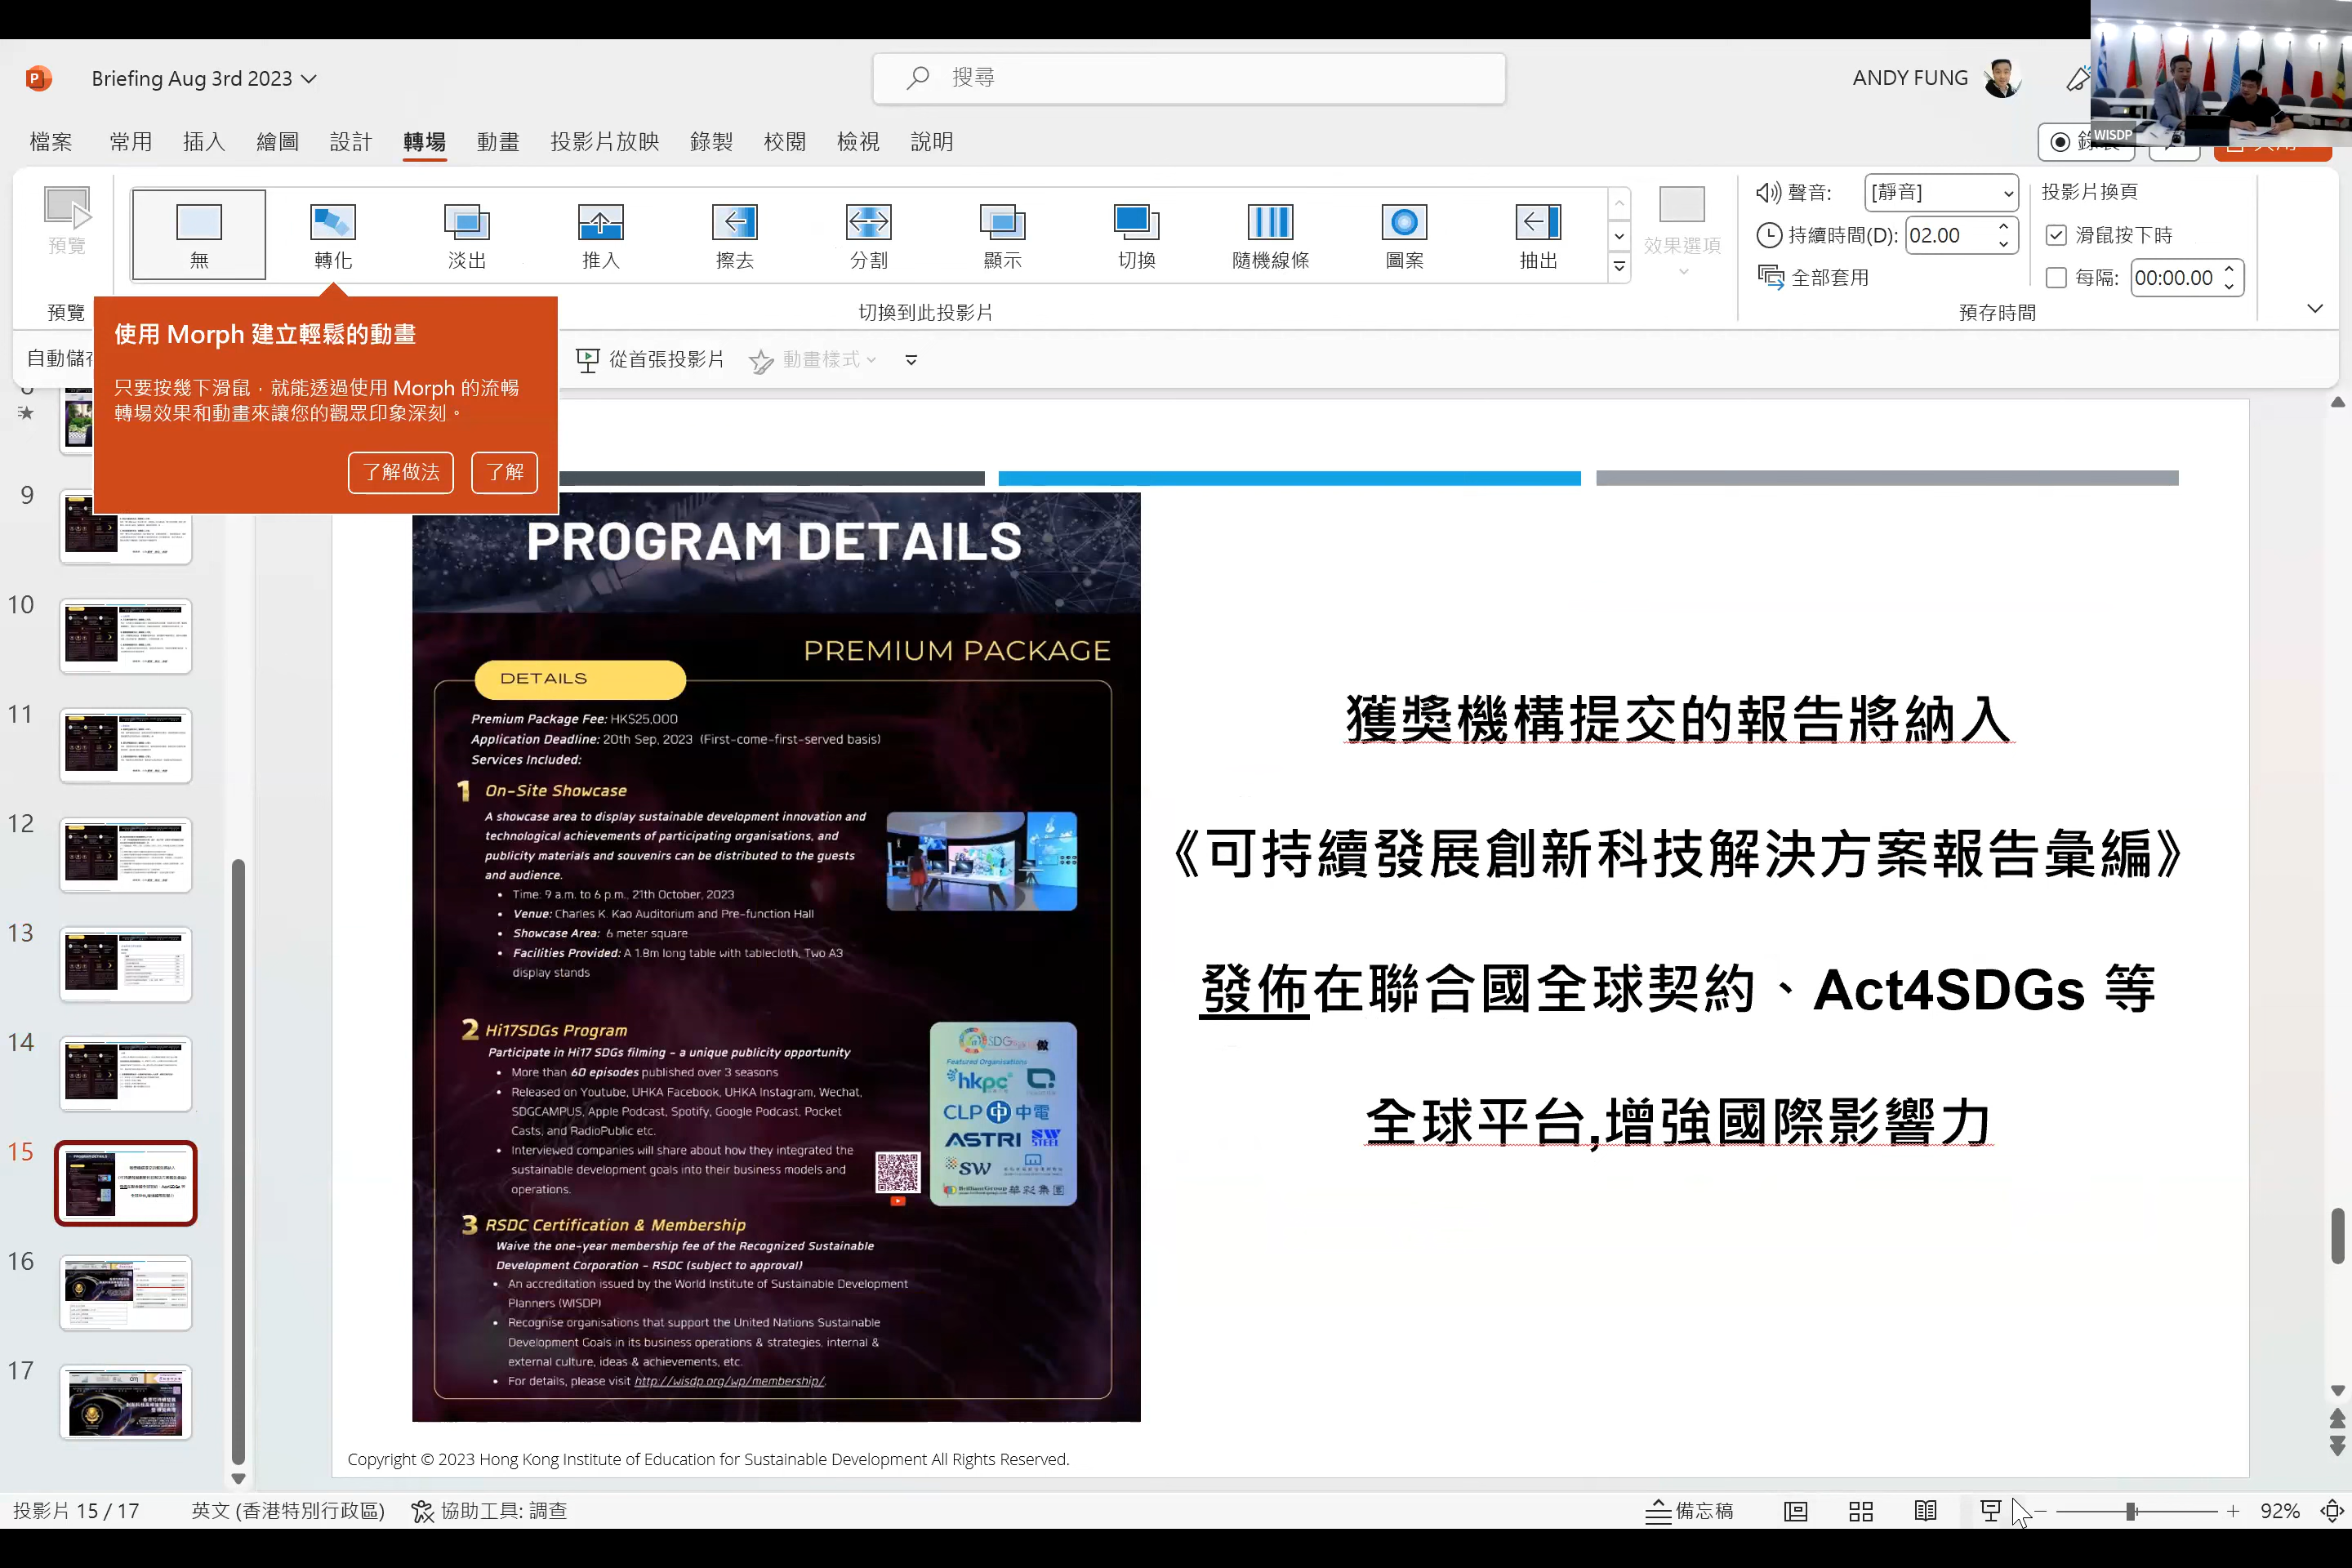 Briefing Aug 3rd 2023
搜尋
ANDY FUNG
WISDP
檔案 常用 插入 繪圖 設計 轉場 動畫 投影片放映 錄製 校閱 檢視 說明
預覽
無 轉化 淡出 推入 擦去 分割 顯示 切換 隨機線條 圖案 抽出
效果選項
聲音: [靜音]
持續時間(D): 02.00
全部套用
投影片換頁
滑鼠按下時
每隔: 00:00.00
預覽
切換到此投影片
預存時間
使用 Morph 建立輕鬆的動畫
只要按幾下滑鼠，就能透過使用 Morph 的流暢
轉場效果和動畫來讓您的觀眾印象深刻。
了解做法 了解
自動儲存
從首張投影片
動畫樣式
9
10
11
12
13
14
15
16
17
PROGRAM DETAILS
PREMIUM PACKAGE
DETAILS
Premium Package Fee: HK$25,000
Application Deadline: 20th Sep, 2023 (First-come-first-served basis)
Services Included:
1 On-Site Showcase
A showcase area to display sustainable development innovation and
technological achievements of participating organisations, and
publicity materials and souvenirs can be distributed to the guests
and audience.
• Time: 9 a.m. to 6 p.m., 21th October, 2023
• Venue: Charles K. Kao Auditorium and Pre-function Hall
• Showcase Area: 6 meter square
• Facilities Provided: A 1.8m long table with tablecloth, Two A3
display stands
2 Hi17SDGs Program
Participate in Hi17 SDGs filming - a unique publicity opportunity
• More than 60 episodes published over 3 seasons
• Released on Youtube, UHKA Facebook, UHKA Instagram, Wechat,
SDGCAMPUS, Apple Podcast, Spotify, Google Podcast, Pocket
Casts, and RadioPublic etc.
• Interviewed companies will share about how they integrated the
sustainable development goals into their business models and
operations.
Featured Organisations
hkpc
CLP 中電
ASTRI SW STEEL
SW
BrilliantGroup 華彩集團
3 RSDC Certification & Membership
Waive the one-year membership fee of the Recognized Sustainable
Development Corporation - RSDC (subject to approval)
• An accreditation issued by the World Institute of Sustainable Development
Planners (WISDP)
• Recognise organisations that support the United Nations Sustainable
Development Goals in its business operations & strategies, internal &
external culture, ideas & achievements, etc.
• For details, please visit http://wisdp.org/wp/membership/.
獲獎機構提交的報告將納入
《可持續發展創新科技解決方案報告彙編》
發佈在聯合國全球契約、Act4SDGs 等
全球平台,增強國際影響力
Copyright © 2023 Hong Kong Institute of Education for Sustainable Development All Rights Reserved.
投影片 15 / 17 英文 (香港特別行政區) 協助工具: 調查
備忘稿
92%